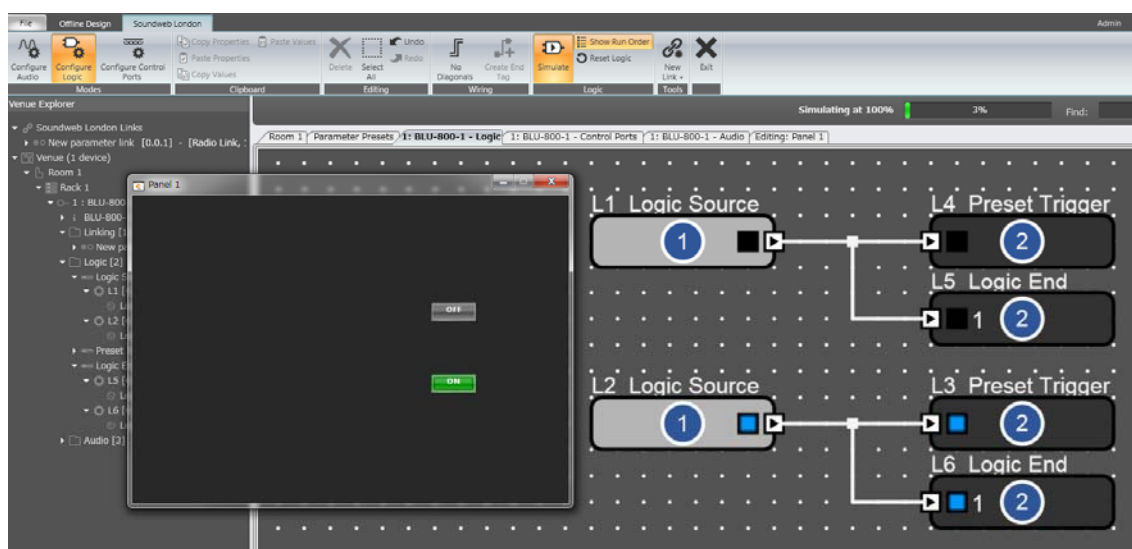 File Offline Design Soundweb London Admin
Configure Audio Configure Logic Configure Control Ports
Copy Properties Paste Values
Paste Properties
Copy Values
Delete Select All Undo
Redo
No Diagonals Create End Tag
Simulate Show Run Order
Reset Logic
New Link Exit
Modes Clipboard Editing Wiring Logic Tools
Venue Explorer
Simulating at 100% 3% Find:
Room 1 Parameter Presets 1: BLU-800-1 - Logic 1: BLU-800-1 - Control Ports 1: BLU-800-1 - Audio Editing: Panel 1
Soundweb London Links
New parameter link [0.0.1] - [Radio Link, :
Venue (1 device)
Room 1
Rack 1
1 : BLU-800
BLU-800-
Linking [1
New p
Logic [2]
Logic S
L1 [
L2 [
Preset
Logic E
L5 [
L6 [
Audio [2]
Panel 1
OFF
ON
L1 Logic Source
1
L4 Preset Trigger
2
L5 Logic End
1 2
L2 Logic Source
1
L3 Preset Trigger
2
L6 Logic End
1 2